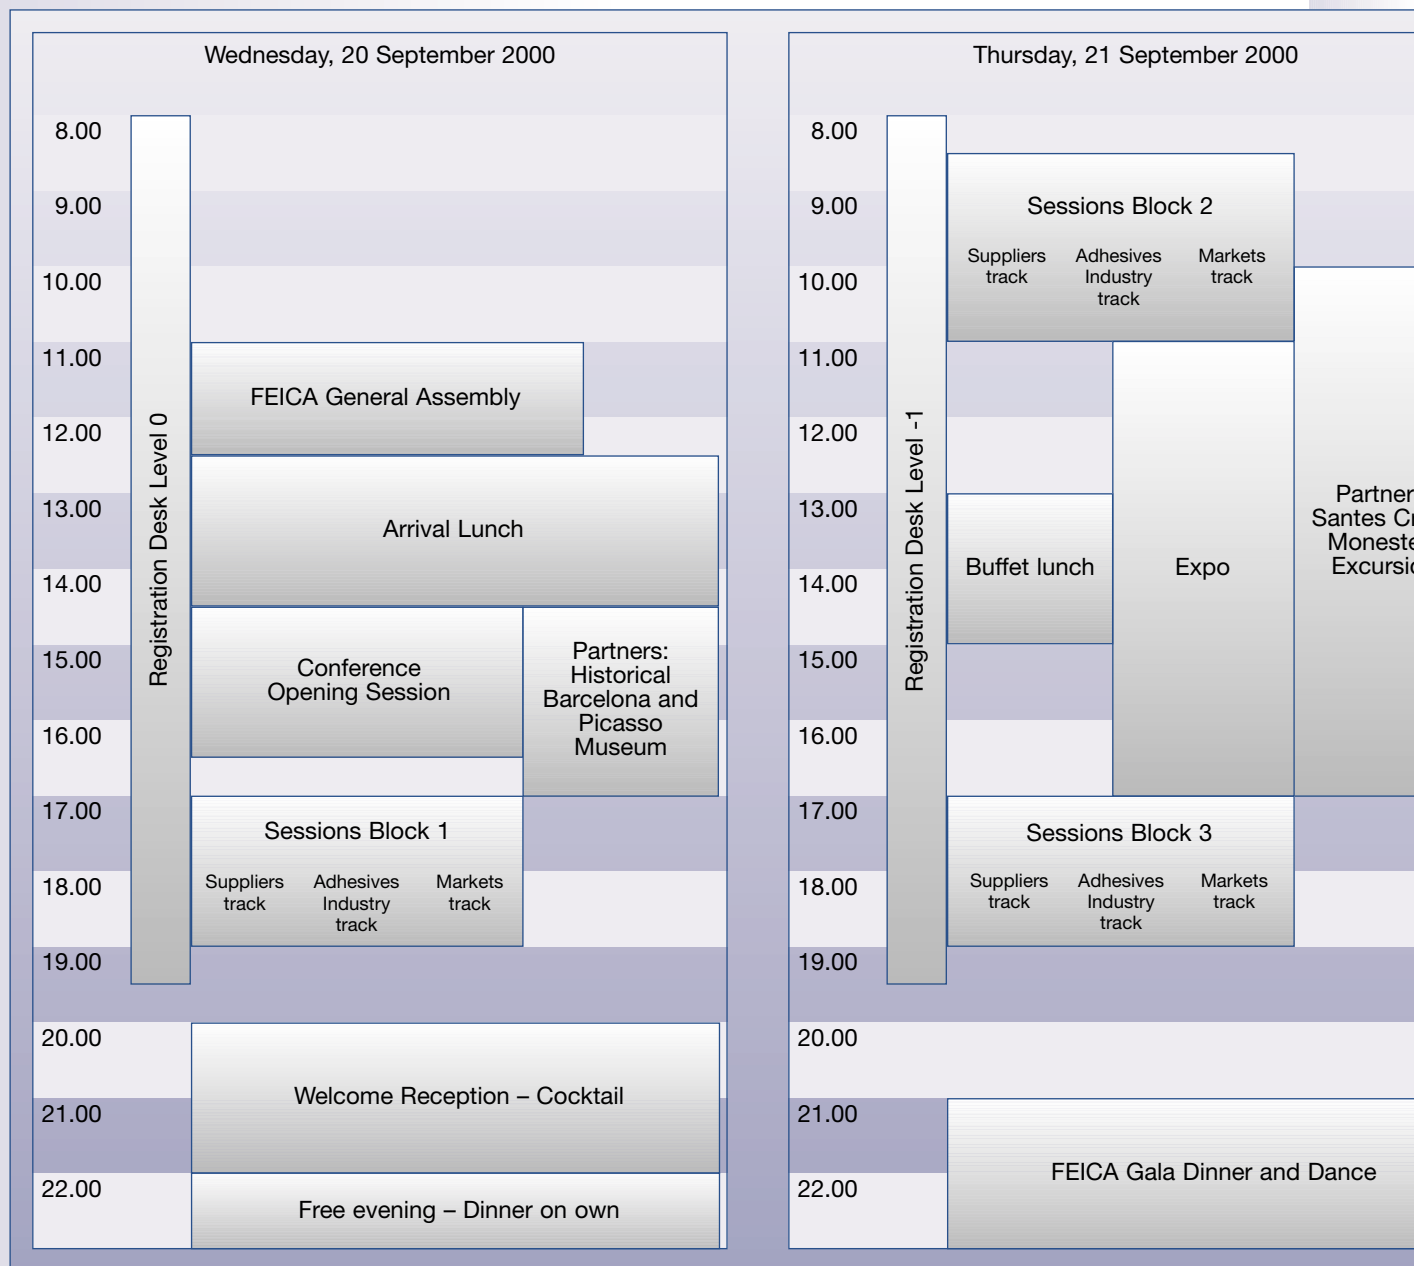 Wednesday, 20 September 2000
8.00
9.00
10.00
11.00
12.00
13.00
14.00
15.00
16.00
17.00
18.00
19.00
20.00
21.00
22.00
Registration Desk Level 0
FEICA General Assembly
Arrival Lunch
Conference
Opening Session
Partners:
Historical
Barcelona and
Picasso
Museum
Sessions Block 1
Suppliers
track
Adhesives
Industry
track
Markets
track
Welcome Reception – Cocktail
Free evening – Dinner on own
Thursday, 21 September 2000
8.00
9.00
10.00
11.00
12.00
13.00
14.00
15.00
16.00
17.00
18.00
19.00
20.00
21.00
22.00
Registration Desk Level -1
Sessions Block 2
Suppliers
track
Adhesives
Industry
track
Markets
track
Buffet lunch
Expo
Santes
Sessions Block 3
Suppliers
track
Adhesives
Industry
track
Markets
track
FEICA Gala Dinner and Dance